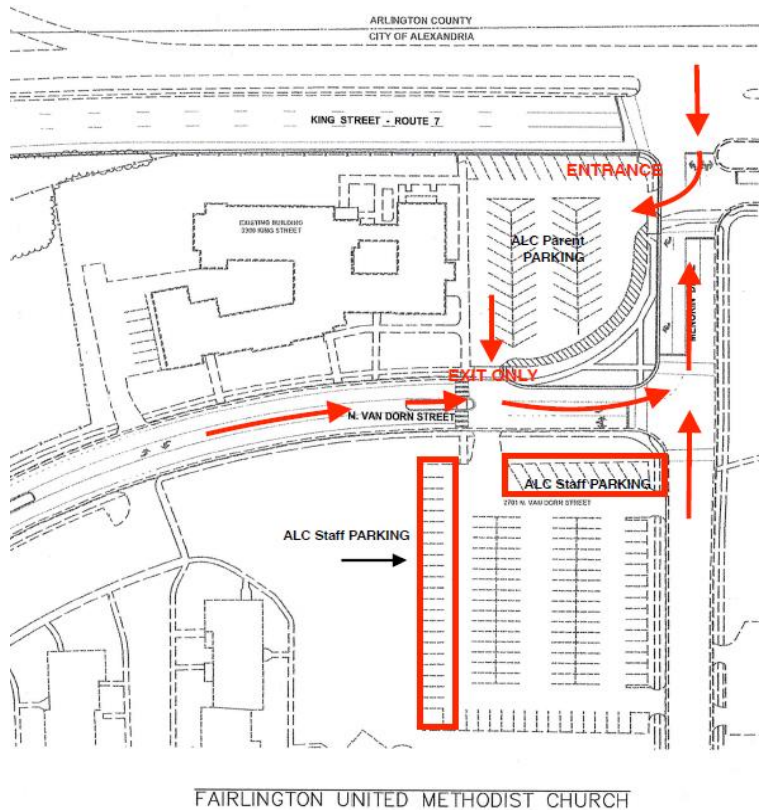 ARLINGTON COUNTY
CITY OF ALEXANDRIA
KING STREET - ROUTE 7
ENTRANCE
EXISTING BUILDING
3900 KING STREET
ALC Parent
PARKING
EXIT ONLY
N. VAN DORN STREET
ALC Staff PARKING
2701 N. VAN DORN STREET
ALC Staff PARKING
FAIRLINGTON UNITED METHODIST CHURCH